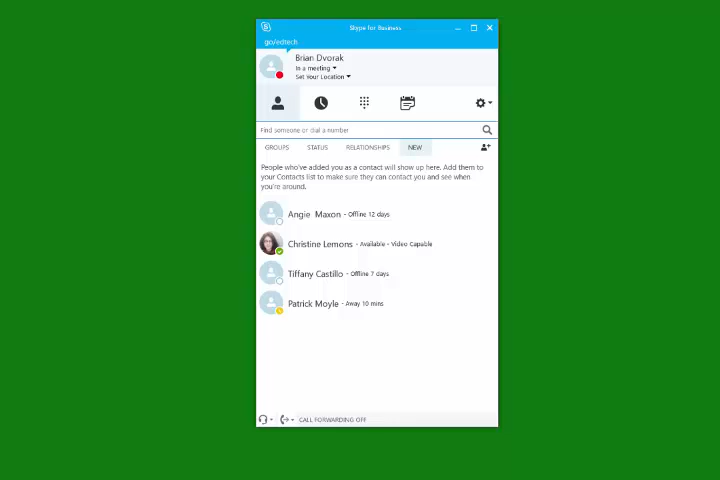 Skype for Business
go/edtech
Brian Dvorak
In a meeting
Set Your Location
Find someone or dial a number
GROUPS STATUS RELATIONSHIPS NEW
People who've added you as a contact will show up here. Add them to
your Contacts list to make sure they can contact you and see when
you're around.
Angie Maxon - Offline 12 days
Christine Lemons - Available - Video Capable
Tiffany Castillo - Offline 7 days
Patrick Moyle - Away 10 mins
CALL FORWARDING OFF